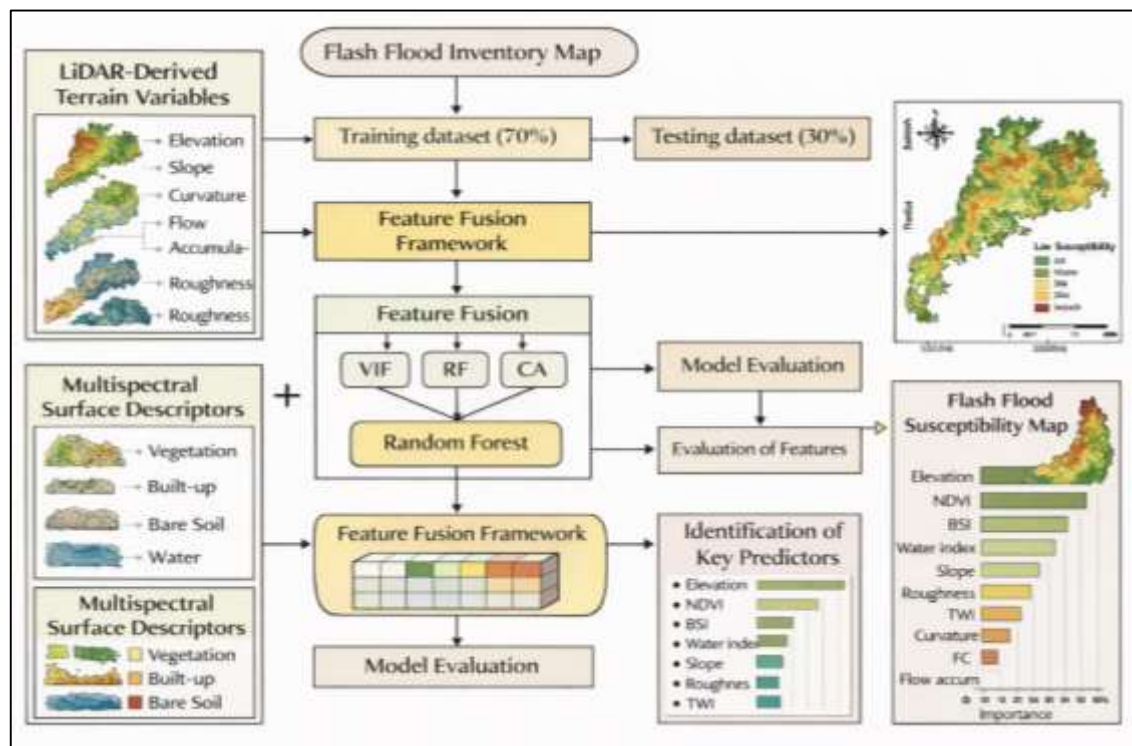 Flash Flood Inventory Map
LiDAR-Derived
Terrain Variables
Elevation
Slope
Curvature
Flow
Accumula-
Roughness
Roughness
Training dataset (70%)
Testing dataset (30%)
Feature Fusion
Framework
Feature Fusion
VIF
RF
CA
Random Forest
Multispectral
Surface Descriptors
+
Vegetation
Built-up
Bare Soil
Water
Multispectral
Surface Descriptors
Vegetation
Built-up
Bare Soil
Feature Fusion Framework
Model Evaluation
Model Evaluation
Evaluation of Features
Identification of
Key Predictors
• Elevation
• NDVI
• BSI
• Water index
• Slope
• Roughnes
• TWI
Susceptibility
Flash Flood
Susceptibility Map
Elevation
NDVI
BSI
Water index
Slope
Roughness
TWI
Curvature
FC
Flow accum
Importance